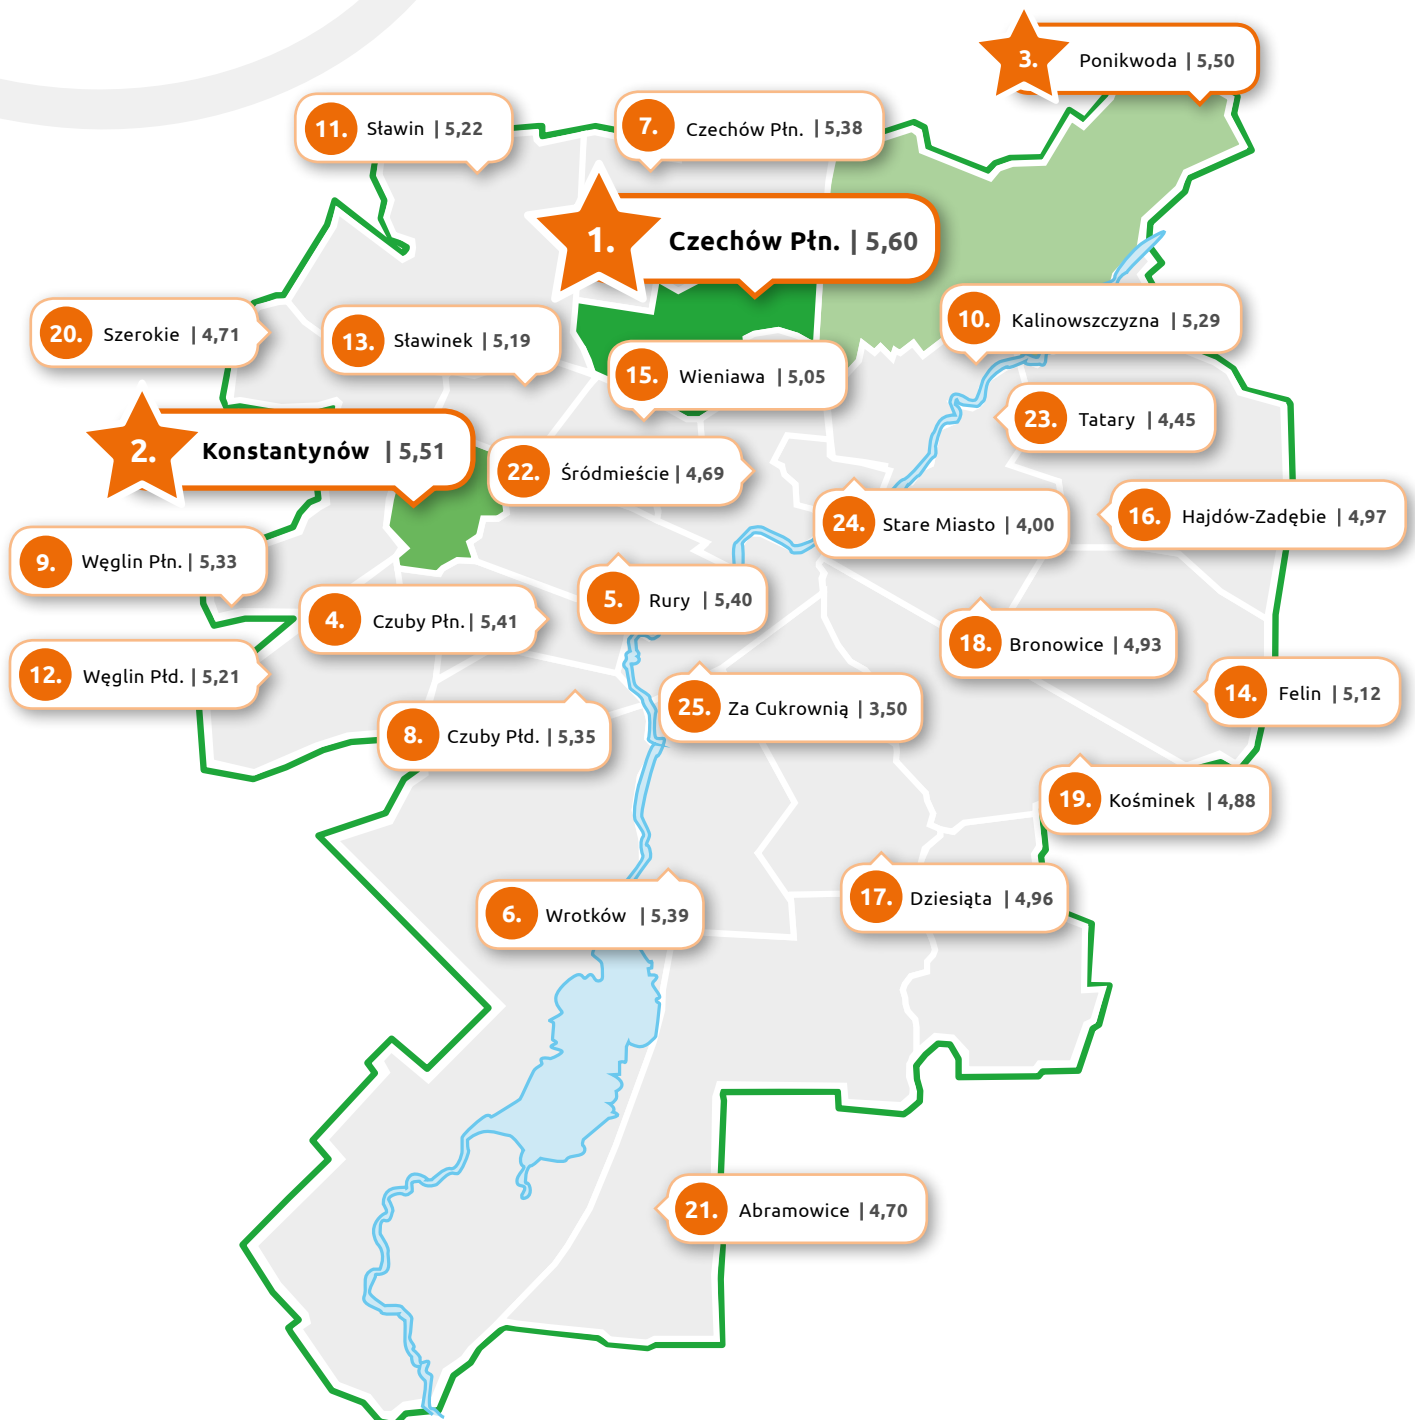 3. Ponikwoda | 5,50
11. Sławin | 5,22
7. Czechów Płn. | 5,38
1. Czechów Płn. | 5,60
20. Szerokie | 4,71
13. Sławinek | 5,19
10. Kalinowszczyzna | 5,29
15. Wieniawa | 5,05
23. Tatary | 4,45
2. Konstantynów | 5,51
22. Śródmieście | 4,69
24. Stare Miasto | 4,00
16. Hajdów-Zadębie | 4,97
9. Węglin Płn. | 5,33
4. Czuby Płn. | 5,41
5. Rury | 5,40
18. Bronowice | 4,93
12. Węglin Płd. | 5,21
14. Felin | 5,12
8. Czuby Płd. | 5,35
25. Za Cukrownią | 3,50
19. Kośminek | 4,88
6. Wrotków | 5,39
17. Dziesiąta | 4,96
21. Abramowice | 4,70